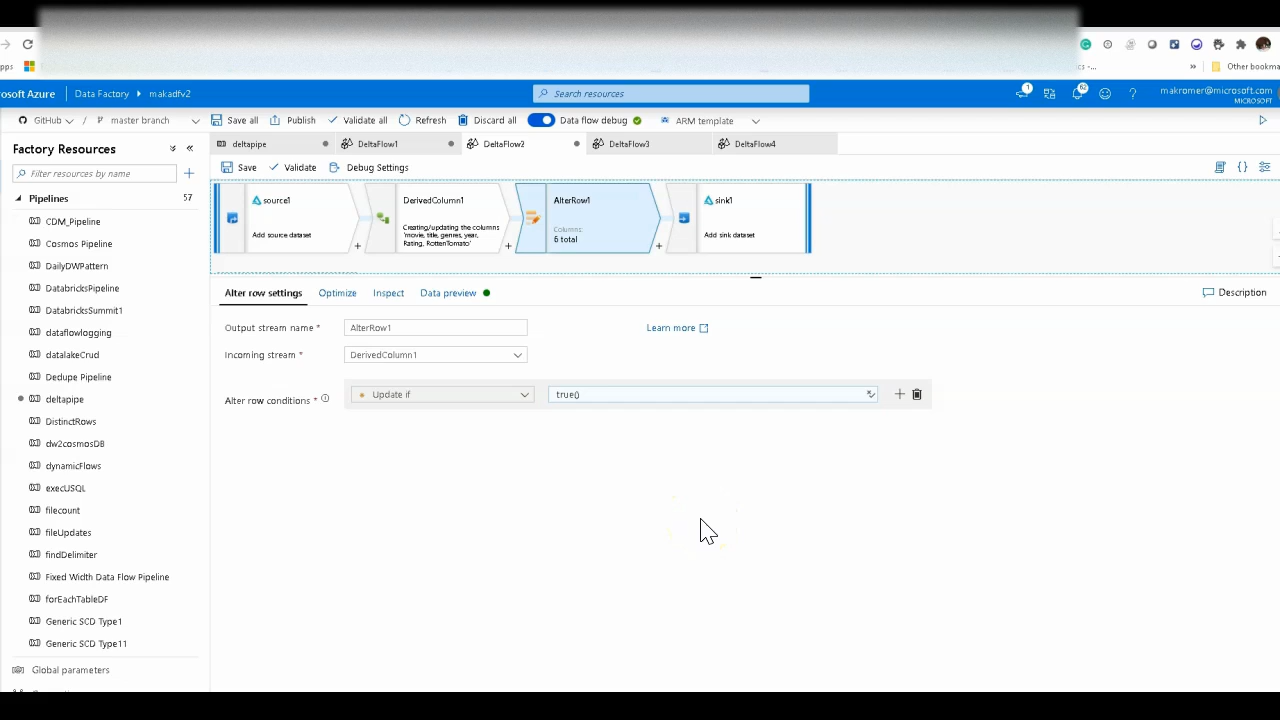 apps
Other bookma
osoft Azure Data Factory makadfv2 Search resources 1 62 makromer@microsoft.com
MICROSOFT
GitHub master branch Save all Publish Validate all Refresh Discard all Data flow debug ARM template
Factory Resources
deltapipe DeltaFlow1 DeltaFlow2 DeltaFlow3 DeltaFlow4
Filter resources by name
Save Validate Debug Settings
Pipelines 57
CDM_Pipeline
Cosmos Pipeline
DailyDWPattern
DatabricksPipeline
DatabricksSummit1
dataflowlogging
datalakeCrud
Dedupe Pipeline
deltapipe
DistinctRows
dw2cosmosDB
dynamicFlows
execUSQL
filecount
fileUpdates
findDelimiter
Fixed Width Data Flow Pipeline
forEachTableDF
Generic SCD Type1
Generic SCD Type11
Global parameters
source1
Add source dataset
DerivedColumn1
Creating/updating the columns
'movie, title, genres, year,
Rating, RottenTomato'
AlterRow1
Columns:
6 total
sink1
Add sink dataset
Alter row settings Optimize Inspect Data preview Description
Output stream name * AlterRow1 Learn more
Incoming stream * DerivedColumn1
Alter row conditions * Update if true()